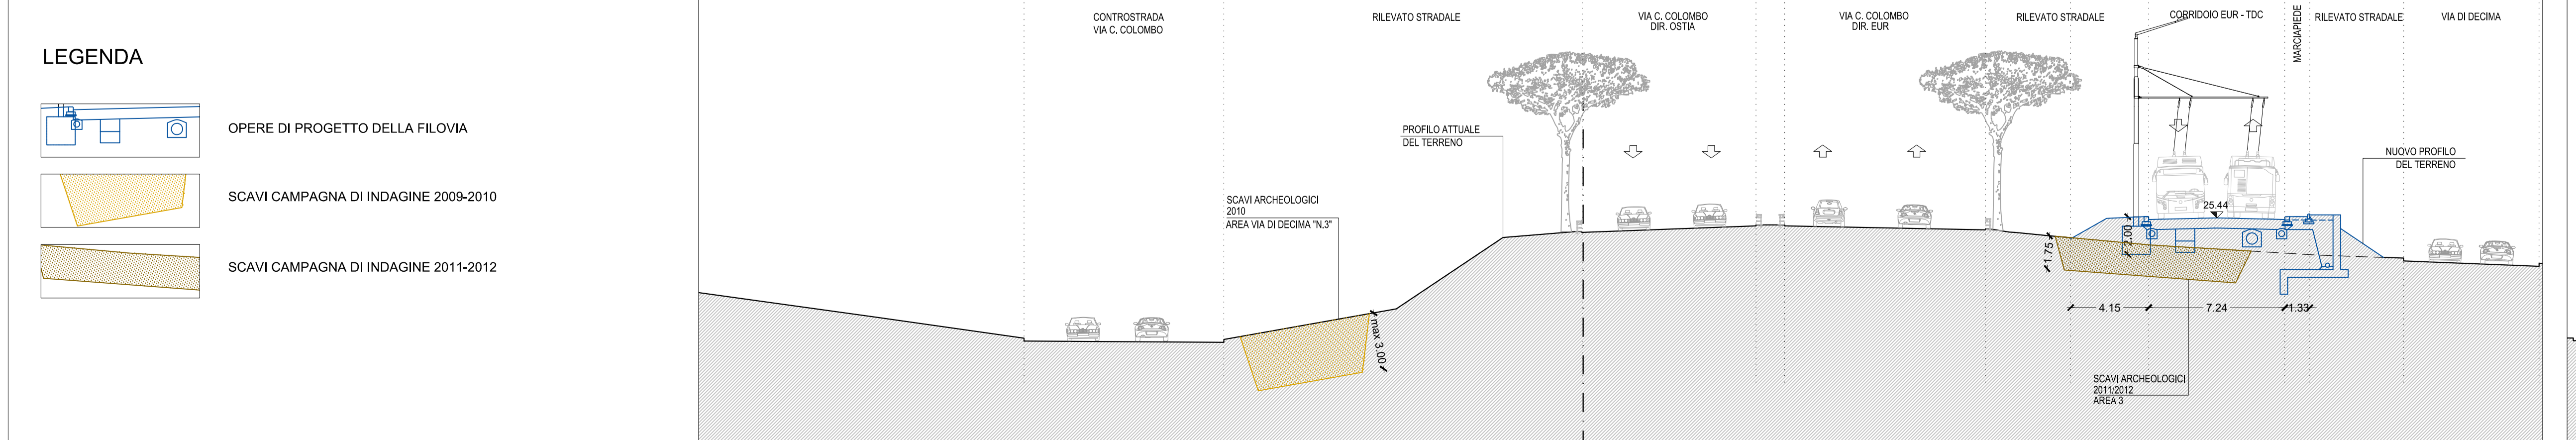 LEGENDA
OPERE DI PROGETTO DELLA FILOVIA
SCAVI CAMPAGNA DI INDAGINE 2009-2010
SCAVI CAMPAGNA DI INDAGINE 2011-2012
CONTROSTRADA
VIA C. COLOMBO
RILEVATO STRADALE
VIA C. COLOMBO
DIR. OSTIA
VIA C. COLOMBO
DIR. EUR
RILEVATO STRADALE
CORRIDOIO EUR - TDC
MARCIAPIEDE
RILEVATO STRADALE
VIA DI DECIMA
PROFILO ATTUALE
DEL TERRENO
NUOVO PROFILO
DEL TERRENO
SCAVI ARCHEOLOGICI
2010
AREA VIA DI DECIMA "N,3"
max 3.00
25.44
2.00
1.75
4.15
7.24
1.33
SCAVI ARCHEOLOGICI
2011/2012
AREA 3